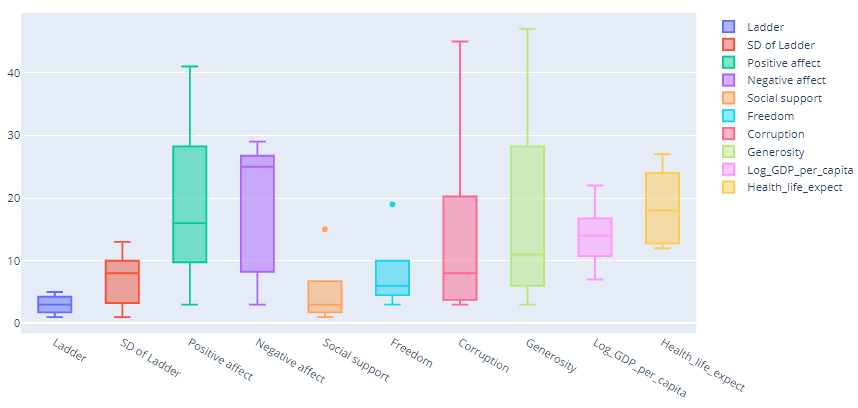 40
30
20
10
0
Ladder
SD of Ladder
Positive affect
Negative affect
Social support
Freedom
Corruption
Generosity
Log_GDP_per_capita
Health_life_expect
Ladder
SD of Ladder
Positive affect
Negative affect
Social support
Freedom
Corruption
Generosity
Log_GDP_per_capita
Health_life_expect